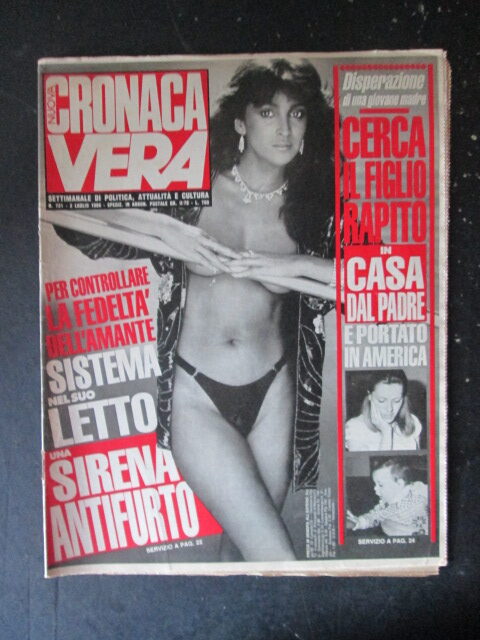 NUOVA
CRONACA
VERA
SETTIMANALE DI POLITICA, ATTUALITÀ E CULTURA
PER CONTROLLARE
LA FEDELTA'
DELL'AMANTE
SISTEMA
NEL SUO
LETTO
UNA
SIRENA
ANTIFURTO
SERVIZIO A PAG. 25
Disperazione
di una giovane madre
CERCA
IL FIGLIO
RAPITO
IN
CASA
DAL PADRE
E PORTATO
IN AMERICA
SERVIZIO A PAG. 24